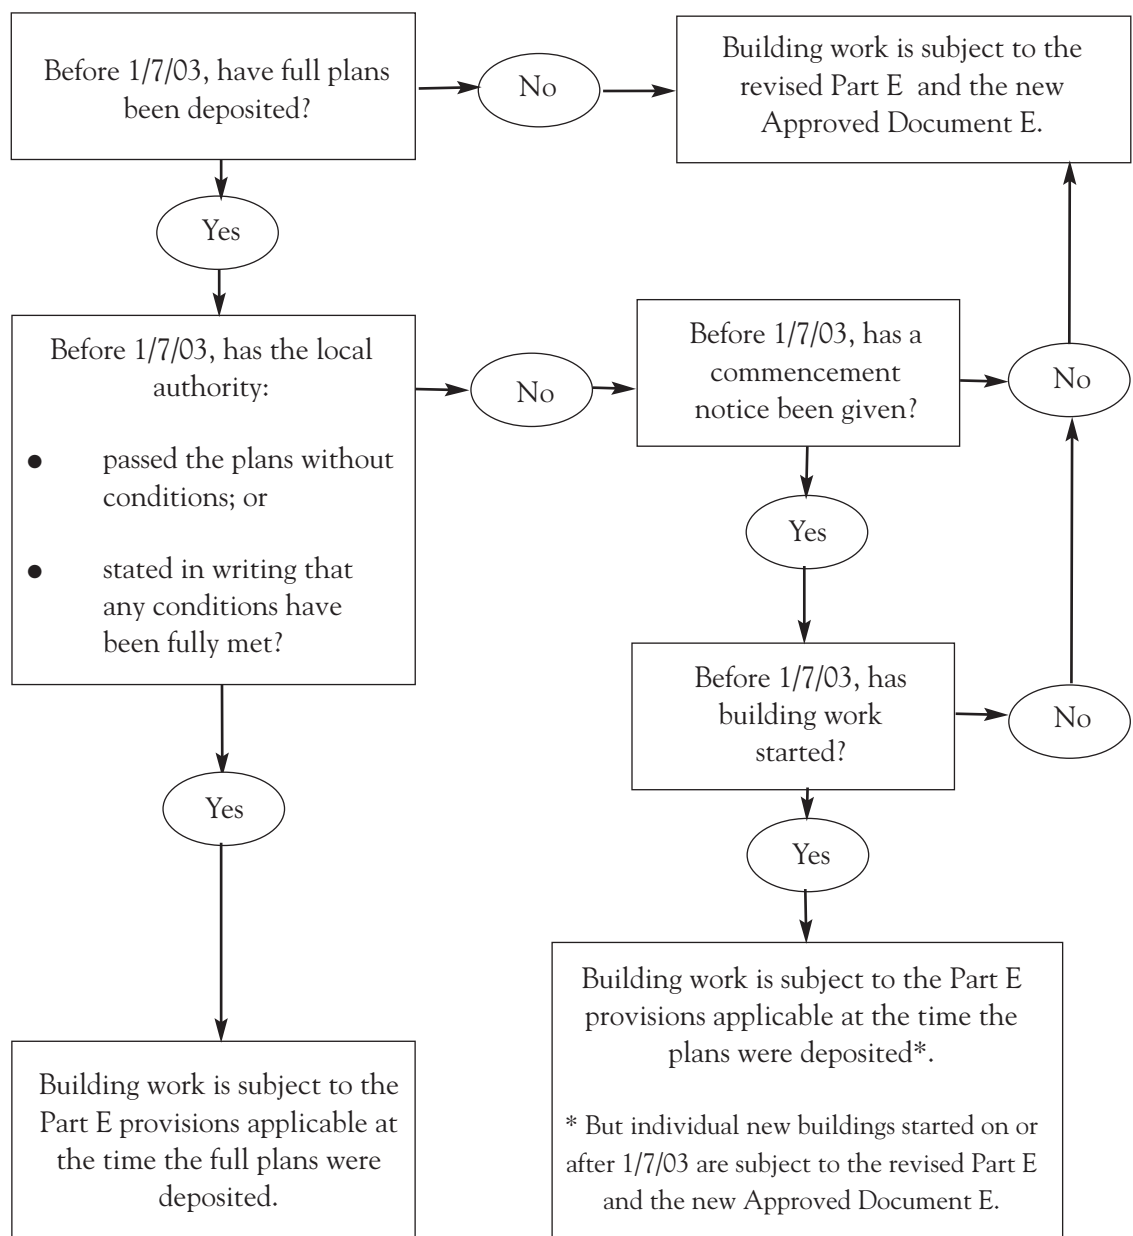 Before 1/7/03, have full plans
been deposited?
No
Building work is subject to the
revised Part E and the new
Approved Document E.
Yes
Before 1/7/03, has the local
authority:
● passed the plans without
conditions; or
● stated in writing that
any conditions have
been fully met?
No
Before 1/7/03, has a
commencement
notice been given?
No
Yes
Before 1/7/03, has
building work
started?
No
Yes
Yes
Building work is subject to the
Part E provisions applicable at
the time the full plans were
deposited.
Building work is subject to the Part E
provisions applicable at the time the
plans were deposited*.
* But individual new buildings started on or
after 1/7/03 are subject to the revised Part E
and the new Approved Document E.